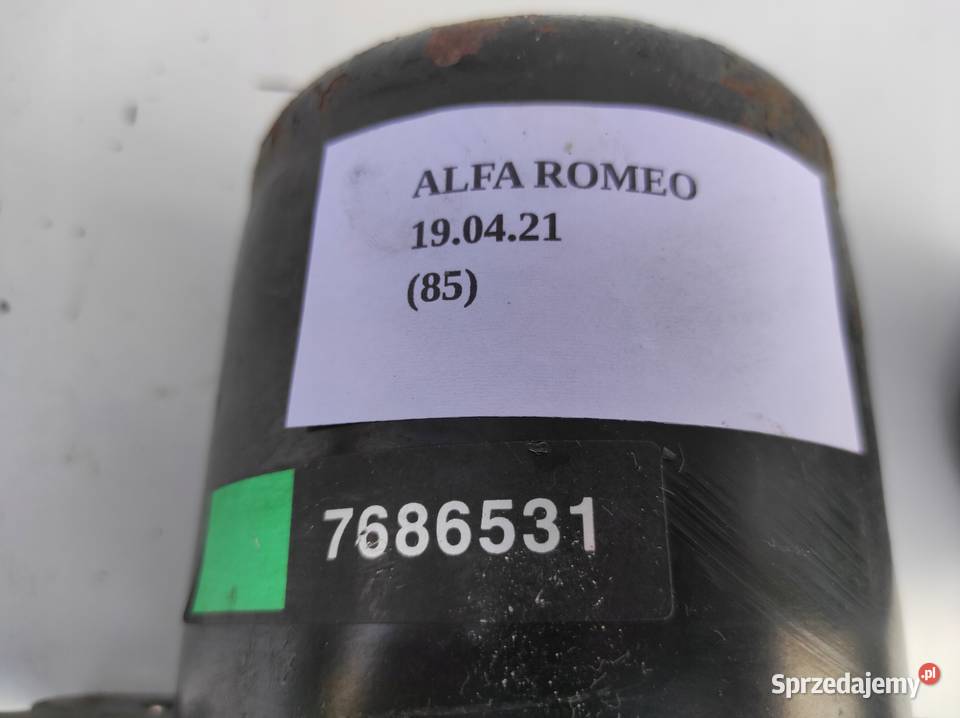 ALFA ROMEO
19.04.21
(85)
7686531
Sprzedajemy.pl